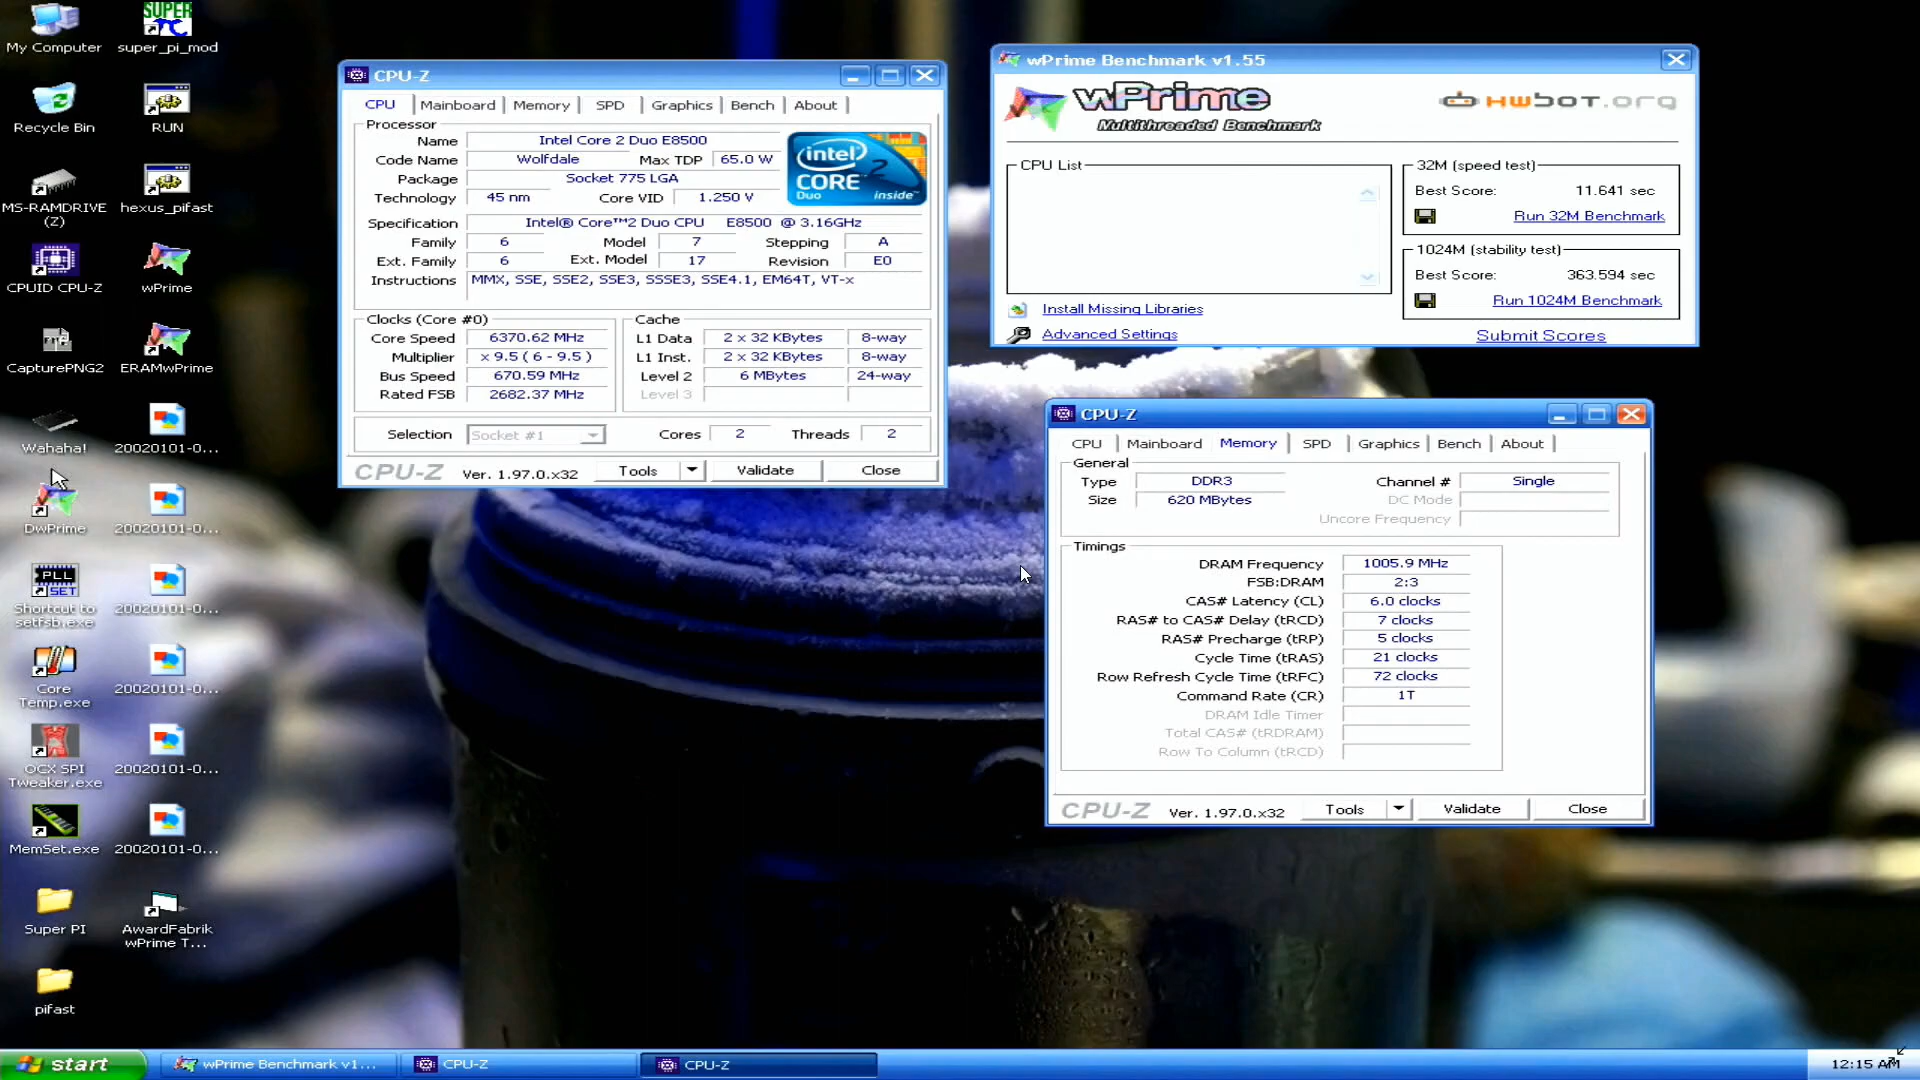 My Computer
SUPER
super_pi_mod
Recycle Bin
RUN
MS-RAMDRIVE
(Z)
hexus_pifast
CPUID CPU-Z
wPrime
CapturePNG2
ERAMwPrime
Wahaha!
20020101-0...
DwPrime
20020101-0...
PLL
SET
Shortcut to
setfsb.exe
20020101-0...
Core
Temp.exe
20020101-0...
OCX SPI
Tweaker.exe
20020101-0...
MemSet.exe
20020101-0...
Super PI
AwardFabrik
wPrime T...
pifast
CPU-Z
CPU Mainboard Memory SPD Graphics Bench About
Processor
Name Intel Core 2 Duo E8500
Code Name Wolfdale Max TDP 65.0 W
Package Socket 775 LGA
Technology 45 nm Core VID 1.250 V
intel
CORE 2
Duo inside™
Specification Intel® Core™2 Duo CPU E8500 @ 3.16GHz
Family 6 Model 7 Stepping A
Ext. Family 6 Ext. Model 17 Revision E0
Instructions MMX, SSE, SSE2, SSE3, SSSE3, SSE4.1, EM64T, VT-x
Clocks (Core #0)
Core Speed 6370.62 MHz
Multiplier x 9.5 ( 6 - 9.5 )
Bus Speed 670.59 MHz
Rated FSB 2682.37 MHz
Cache
L1 Data 2 x 32 KBytes 8-way
L1 Inst. 2 x 32 KBytes 8-way
Level 2 6 MBytes 24-way
Level 3
Selection Socket #1 Cores 2 Threads 2
CPU-Z Ver. 1.97.0.x32 Tools Validate Close
wPrime Benchmark v1.55
wPrime
Multithreaded Benchmark
HWBOT.ORG
CPU List
32M (speed test)
Best Score: 11.641 sec
Run 32M Benchmark
1024M (stability test)
Best Score: 363.594 sec
Run 1024M Benchmark
Install Missing Libraries
Advanced Settings
Submit Scores
CPU-Z
CPU Mainboard Memory SPD Graphics Bench About
General
Type DDR3 Channel # Single
Size 620 MBytes DC Mode
Uncore Frequency
Timings
DRAM Frequency 1005.9 MHz
FSB:DRAM 2:3
CAS# Latency (CL) 6.0 clocks
RAS# to CAS# Delay (tRCD) 7 clocks
RAS# Precharge (tRP) 5 clocks
Cycle Time (tRAS) 21 clocks
Row Refresh Cycle Time (tRFC) 72 clocks
Command Rate (CR) 1T
DRAM Idle Timer
Total CAS# (tRDRAM)
Row To Column (tRCD)
CPU-Z Ver. 1.97.0.x32 Tools Validate Close
start wPrime Benchmark v1... CPU-Z CPU-Z 12:15 AM